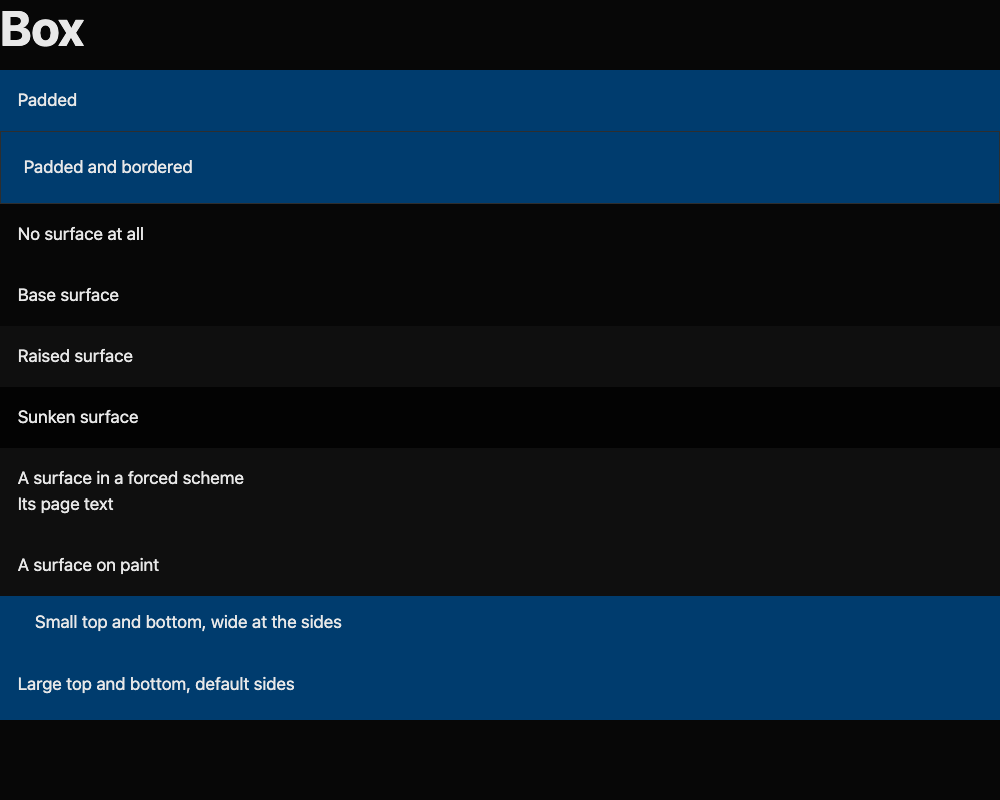 Box
Padded
Padded and bordered
No surface at all
Base surface
Raised surface
Sunken surface
A surface in a forced scheme
Its page text
A surface on paint
Small top and bottom, wide at the sides
Large top and bottom, default sides